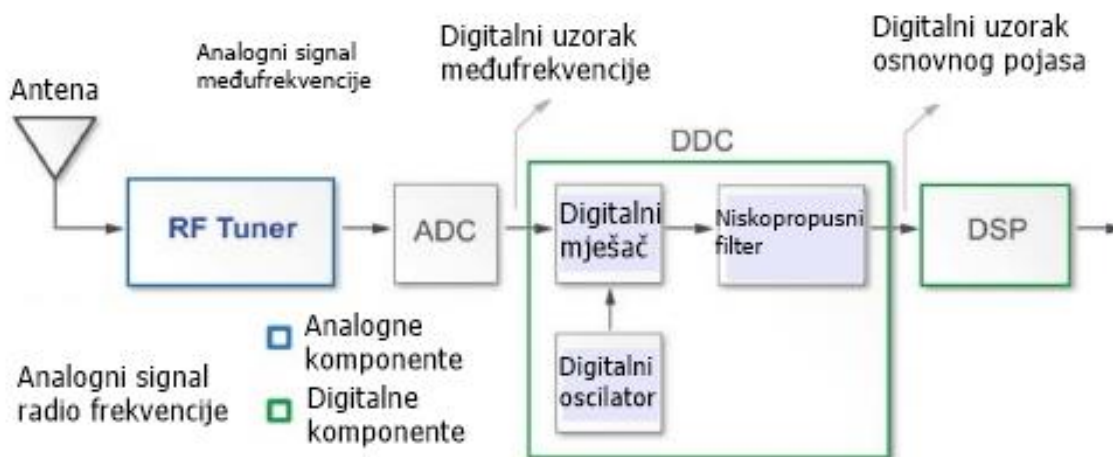 Analogni signal
međufrekvencije
Digitalni uzorak
međufrekvencije
Digitalni uzorak
osnovnog pojasa
Antena
DDC
RF Tuner
ADC
Digitalni
mješač
Niskopropusni
filter
DSP
Digitalni
oscilator
Analogne
komponente
Analogni signal
radio frekvencije
Digitalne
komponente